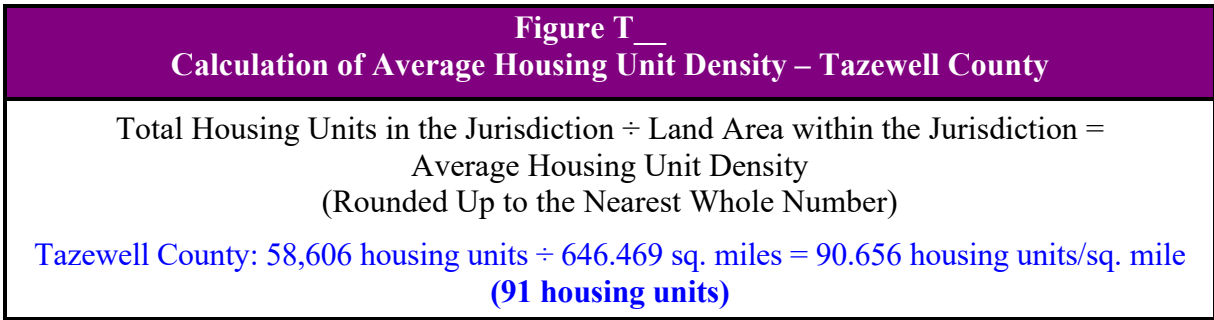 Figure T__
Calculation of Average Housing Unit Density – Tazewell County
Total Housing Units in the Jurisdiction ÷ Land Area within the Jurisdiction =
Average Housing Unit Density
(Rounded Up to the Nearest Whole Number)
Tazewell County: 58,606 housing units ÷ 646.469 sq. miles = 90.656 housing units/sq. mile
(91 housing units)